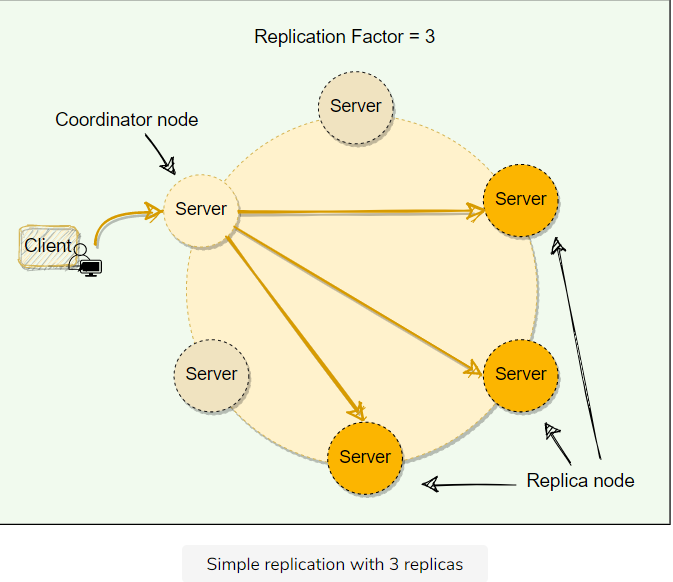 Replication Factor = 3
Server
Coordinator node
Server
Server
Client
Server
Server
Server
Replica node
Simple replication with 3 replicas